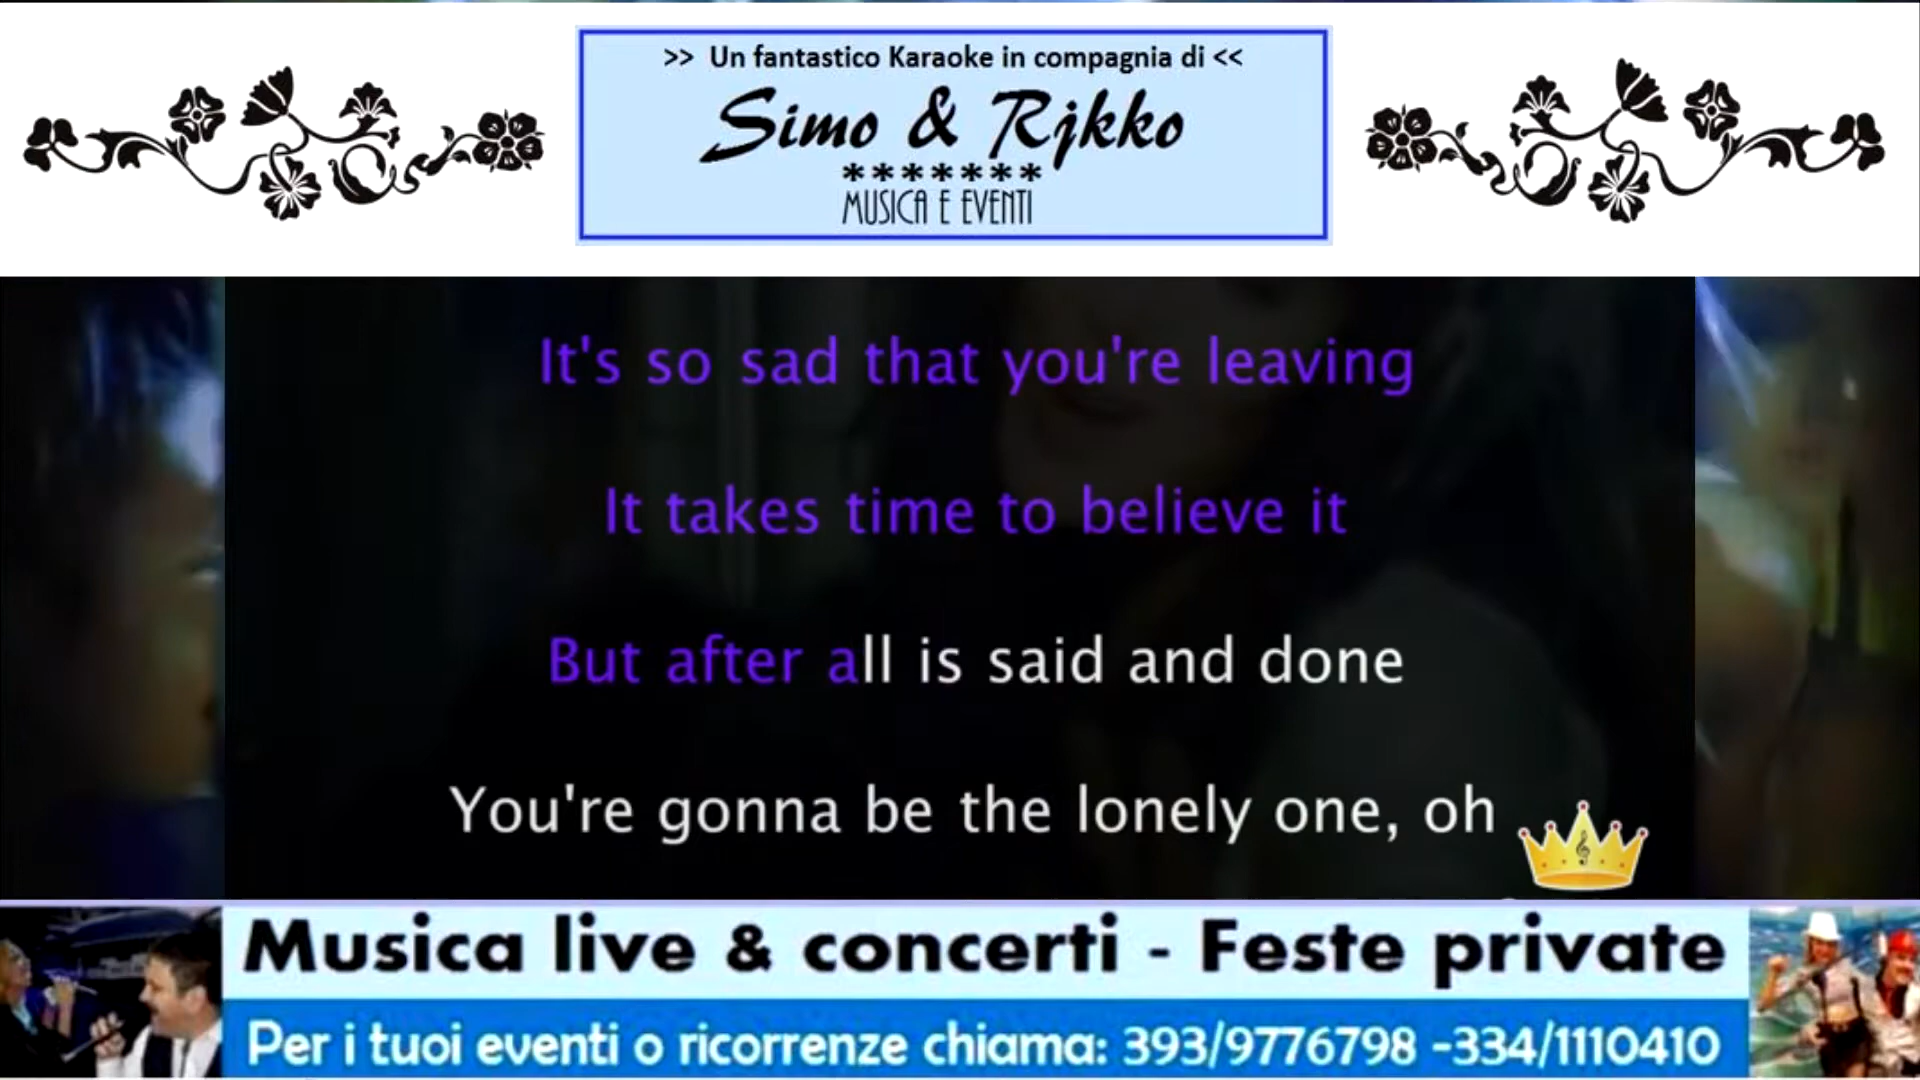 >> Un fantastico Karaoke in compagnia di <<
Simo & Rjkko
*******
MUSICA E EVENTI
It's so sad that you're leaving
It takes time to believe it
But after all is said and done
You're gonna be the lonely one, oh
Musica live & concerti - Feste private
Per i tuoi eventi o ricorrenze chiama: 393/9776798 -334/1110410